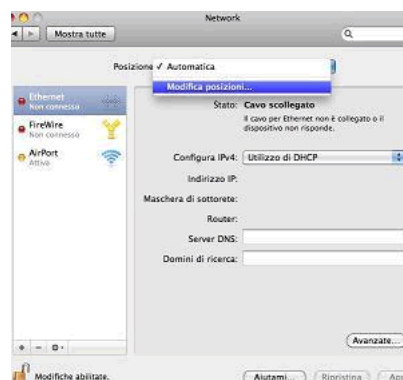 Network
Mostra tutte
Posizione ✓ Automatica
Modifica posizioni...
Ethernet
Non connesso
FireWire
Non connesso
AirPort
Attivo
Stato: Cavo scollegato
Il cavo per Ethernet non è collegato o il
dispositivo non risponde.
Configura IPv4: Utilizzo di DHCP
Indirizzo IP:
Maschera di sottorete:
Router:
Server DNS:
Domini di ricerca:
Avanzate...
Modifiche abilitate.
Aiutami...
Ripristina